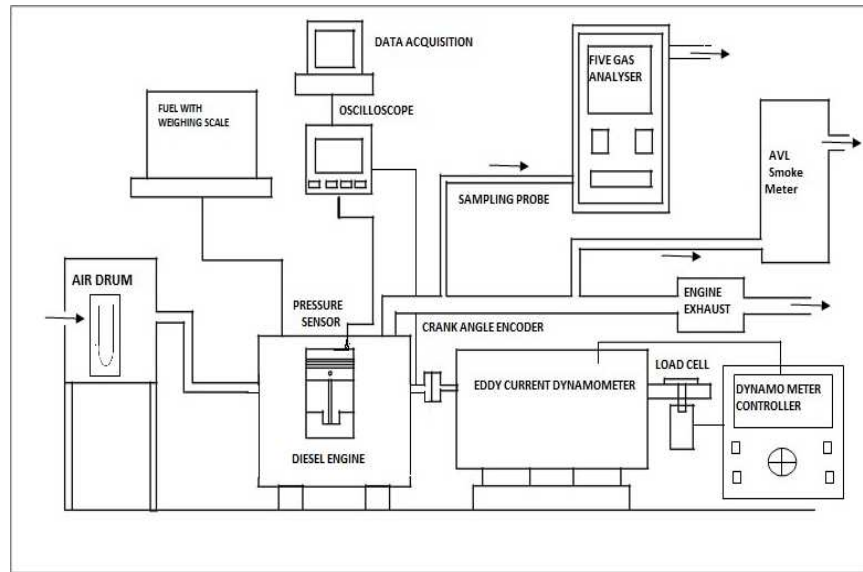 DATA ACQUISITION
FIVE GAS
ANALYSER
FUEL WITH
WEIGHING SCALE
OSCILLOSCOPE
AVL
Smoke
Meter
SAMPLING PROBE
AIR DRUM
PRESSURE
SENSOR
ENGINE
EXHAUST
CRANK ANGLE ENCODER
LOAD CELL
EDDY CURRENT DYNAMOMETER
DYNAMO METER
CONTROLLER
DIESEL ENGINE